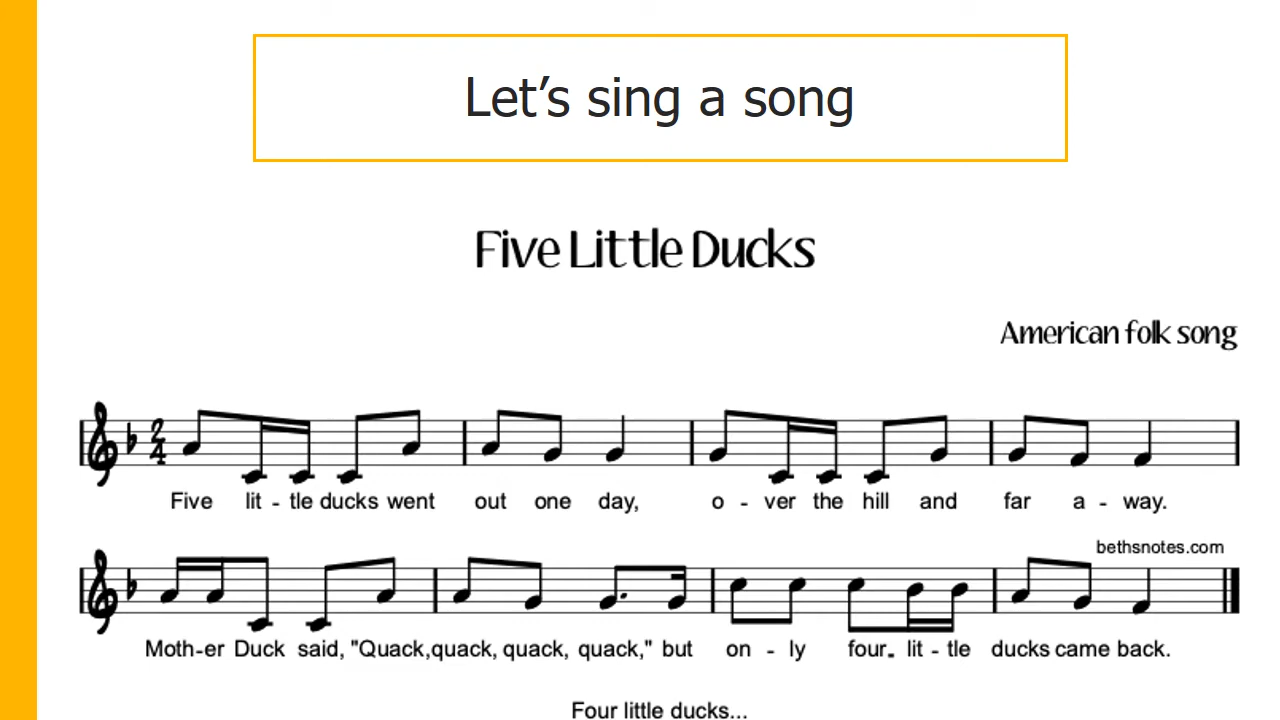 Let’s sing a song
Five Little Ducks
American folk song
2
4
Five lit - tle ducks went out one day, o - ver the hill and far a - way.
bethsnotes.com
Moth-er Duck said, "Quack,quack, quack, quack," but on - ly four. lit - tle ducks came back.
Four little ducks...